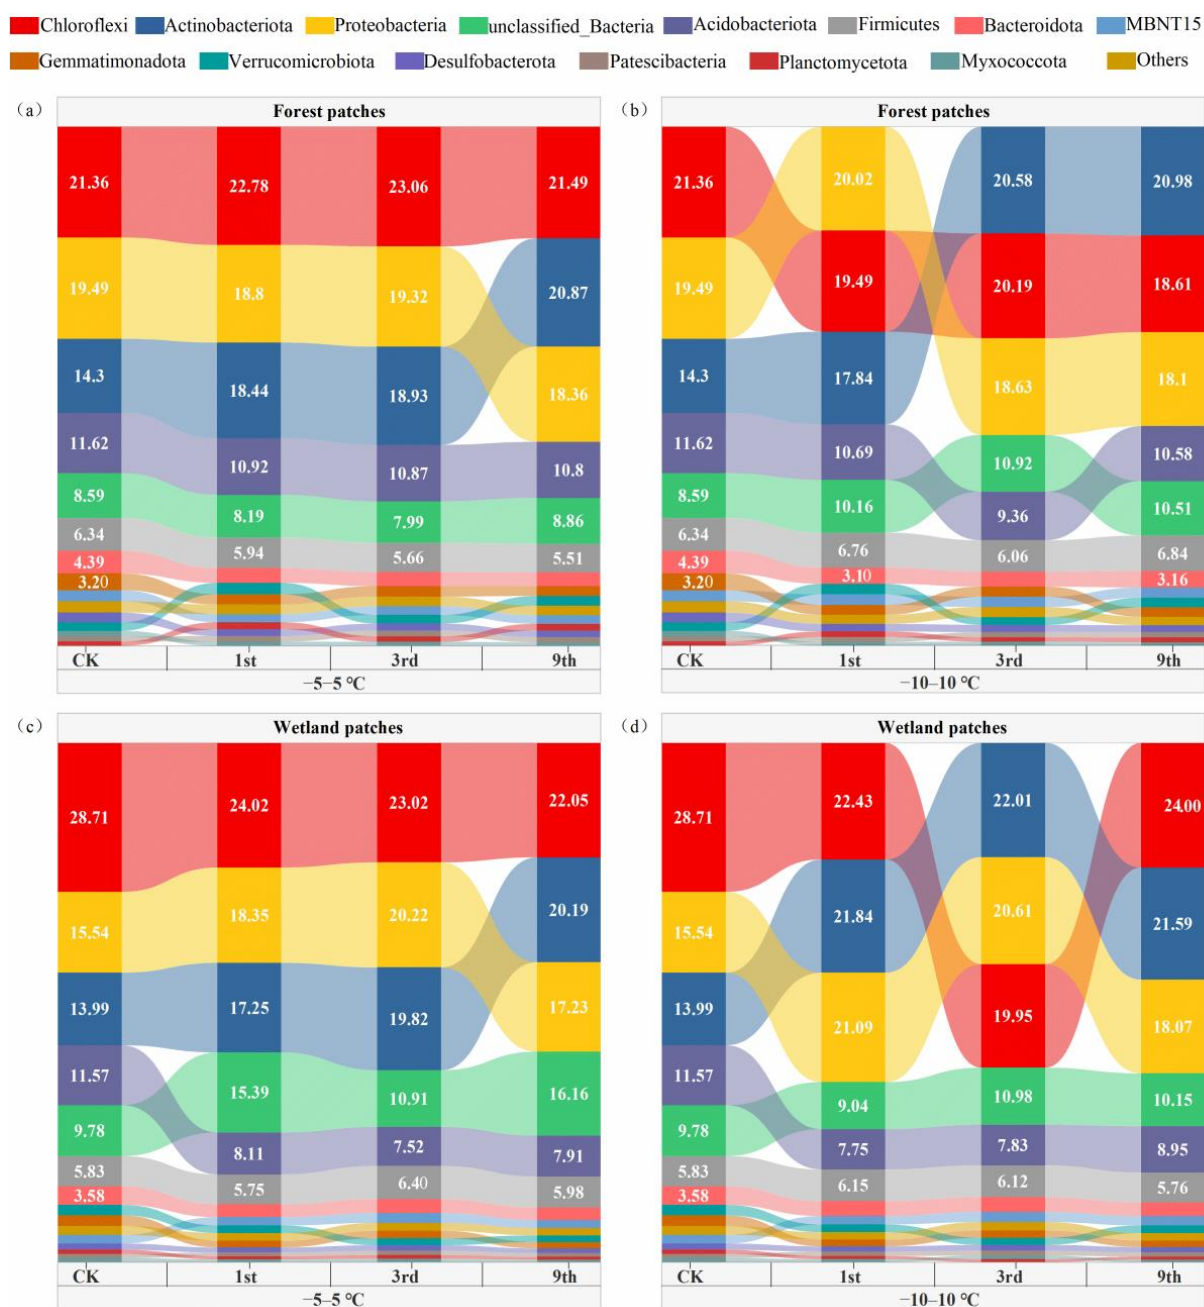 Chloroflexi Actinobacteriota Proteobacteria unclassified_Bacteria Acidobacteriota Firmicutes Bacteroidota MBNT15
Gemmatimonadota Verrucomicrobiota Desulfobacterota Patescibacteria Planctomycetota Myxococcota Others
(a) Forest patches
21.36 22.78 23.06 21.49
19.49 18.8 19.32 20.87
14.3 18.44 18.93 18.36
11.62 10.92 10.87 10.8
8.59 8.19 7.99 8.86
6.34 5.94 5.66 5.51
4.39
3.20
CK 1st 3rd 9th
−5–5 ℃
(b) Forest patches
21.36 20.02 20.58 20.98
19.49 19.49 20.19 18.61
14.3 17.84 18.63 18.1
11.62 10.69 10.92 10.58
8.59 10.16 9.36 10.51
6.34 6.76 6.06 6.84
4.39 3.10 3.16
3.20
CK 1st 3rd 9th
−10–10 ℃
(c) Wetland patches
28.71 24.02 23.02 22.05
15.54 18.35 20.22 20.19
13.99 17.25 19.82 17.23
11.57 15.39 10.91 16.16
9.78 8.11 7.52 7.91
5.83 5.75 6.40 5.98
3.58
CK 1st 3rd 9th
−5–5 ℃
(d) Wetland patches
28.71 22.43 22.01 24.00
15.54 21.84 20.61 21.59
13.99 21.09 19.95 18.07
11.57 9.04 10.98 10.15
9.78 7.75 7.83 8.95
5.83 6.15 6.12 5.76
3.58
CK 1st 3rd 9th
−10–10 ℃